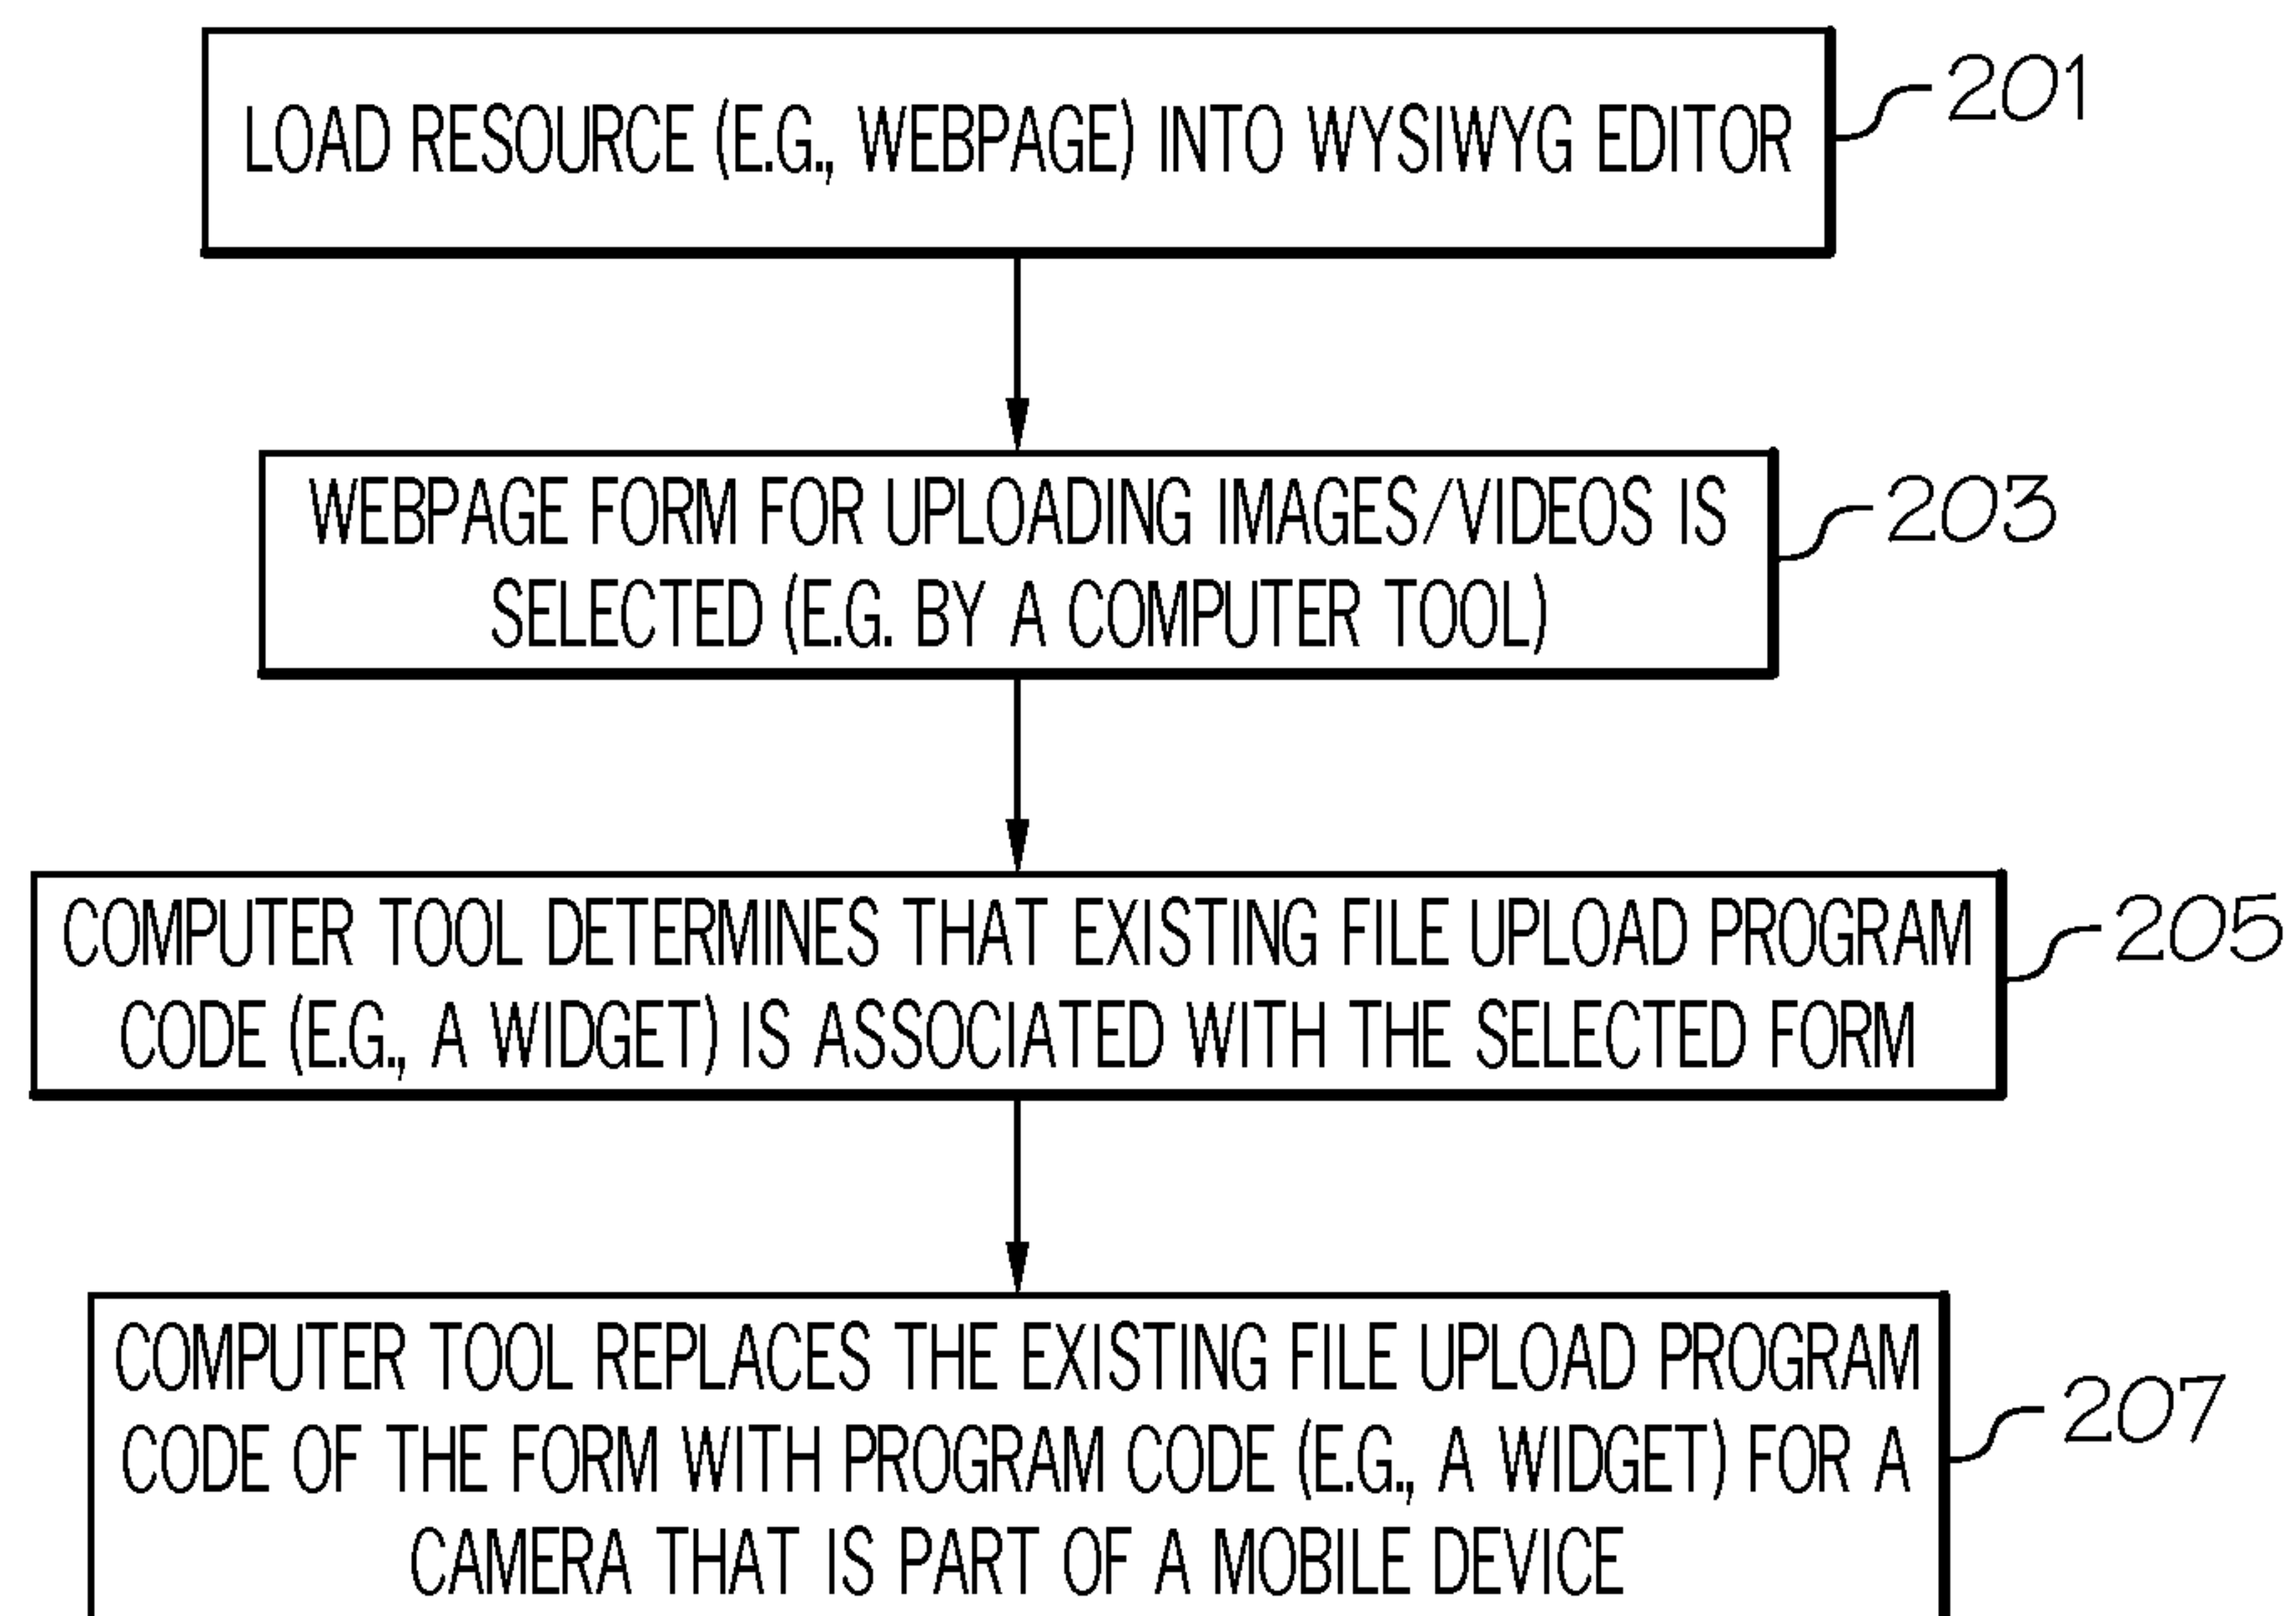 LOAD RESOURCE (E.G., WEBPAGE) INTO WYSIWYG EDITOR
201
WEBPAGE FORM FOR UPLOADING IMAGES/VIDEOS IS
SELECTED (E.G. BY A COMPUTER TOOL)
203
COMPUTER TOOL DETERMINES THAT EXISTING FILE UPLOAD PROGRAM
CODE (E.G., A WIDGET) IS ASSOCIATED WITH THE SELECTED FORM
205
COMPUTER TOOL REPLACES THE EXISTING FILE UPLOAD PROGRAM
CODE OF THE FORM WITH PROGRAM CODE (E.G., A WIDGET) FOR A
CAMERA THAT IS PART OF A MOBILE DEVICE
207